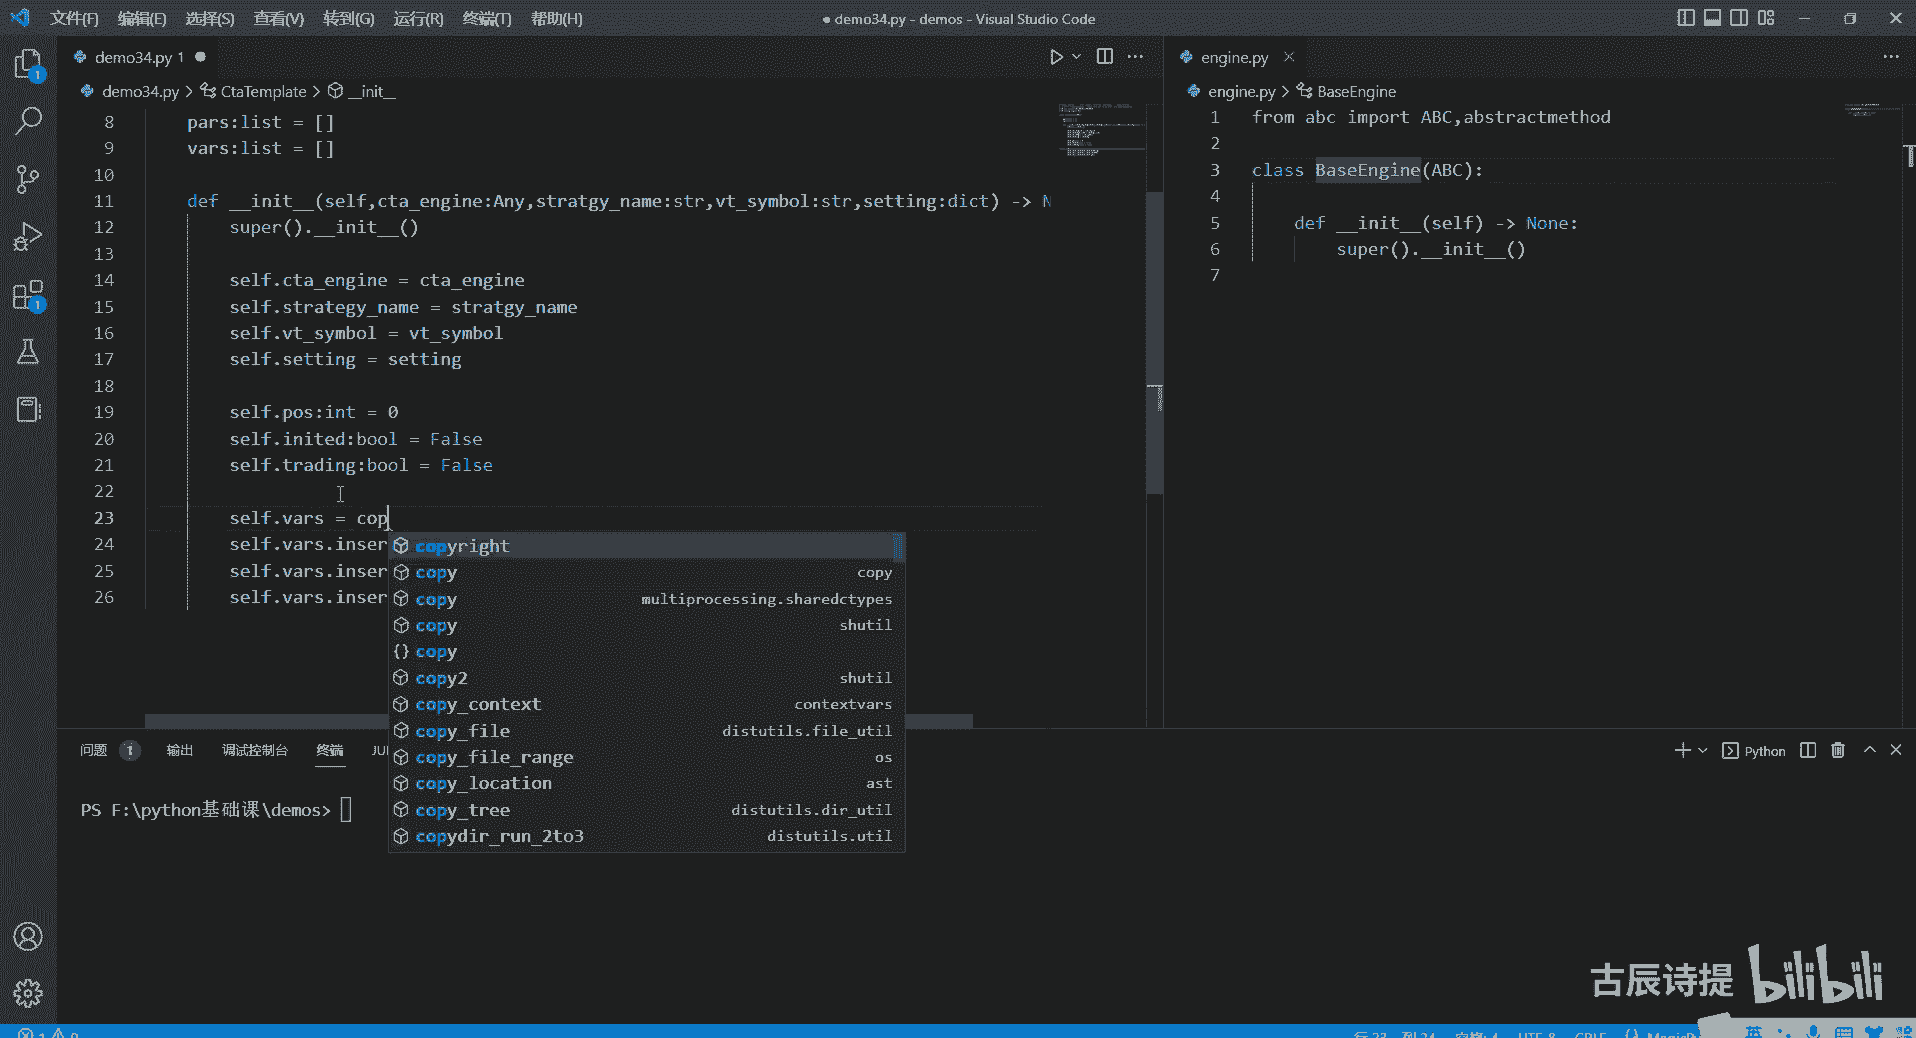 文件(F) 编辑(E) 选择(S) 查看(V) 转到(G) 运行(R) 终端(T) 帮助(H)
● demo34.py - demos - Visual Studio Code
demo34.py 1 ●
demo34.py > CtaTemplate > __init__
8 pars:list = []
9 vars:list = []
10
11 def __init__(self,cta_engine:Any,stratgy_name:str,vt_symbol:str,setting:dict) -> N
12 super().__init__()
13
14 self.cta_engine = cta_engine
15 self.strategy_name = stratgy_name
16 self.vt_symbol = vt_symbol
17 self.setting = setting
18
19 self.pos:int = 0
20 self.inited:bool = False
21 self.trading:bool = False
22
23 self.vars = cop
24 self.vars.inser
25 self.vars.inser
26 self.vars.inser
copyright
copy copy
copy multiprocessing.sharedctypes
copy shutil
{} copy
copy2 shutil
copy_context contextvars
copy_file distutils.file_util
copy_file_range os
copy_location ast
copy_tree distutils.dir_util
copydir_run_2to3 distutils.util
engine.py
engine.py > BaseEngine
1 from abc import ABC,abstractmethod
2
3 class BaseEngine(ABC):
4
5 def __init__(self) -> None:
6 super().__init__()
7
问题 1 输出 调试控制台 终端 JU
Python
PS F:\python基础课\demos>
古辰诗提 bilibili
英